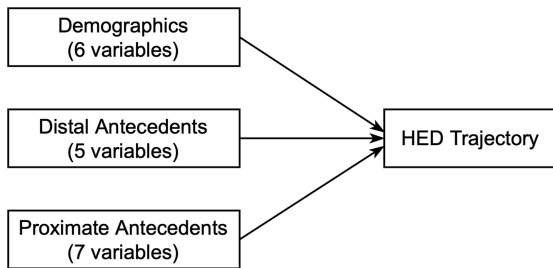 Demographics
(6 variables)
Distal Antecedents
(5 variables)
HED Trajectory
Proximate Antecedents
(7 variables)